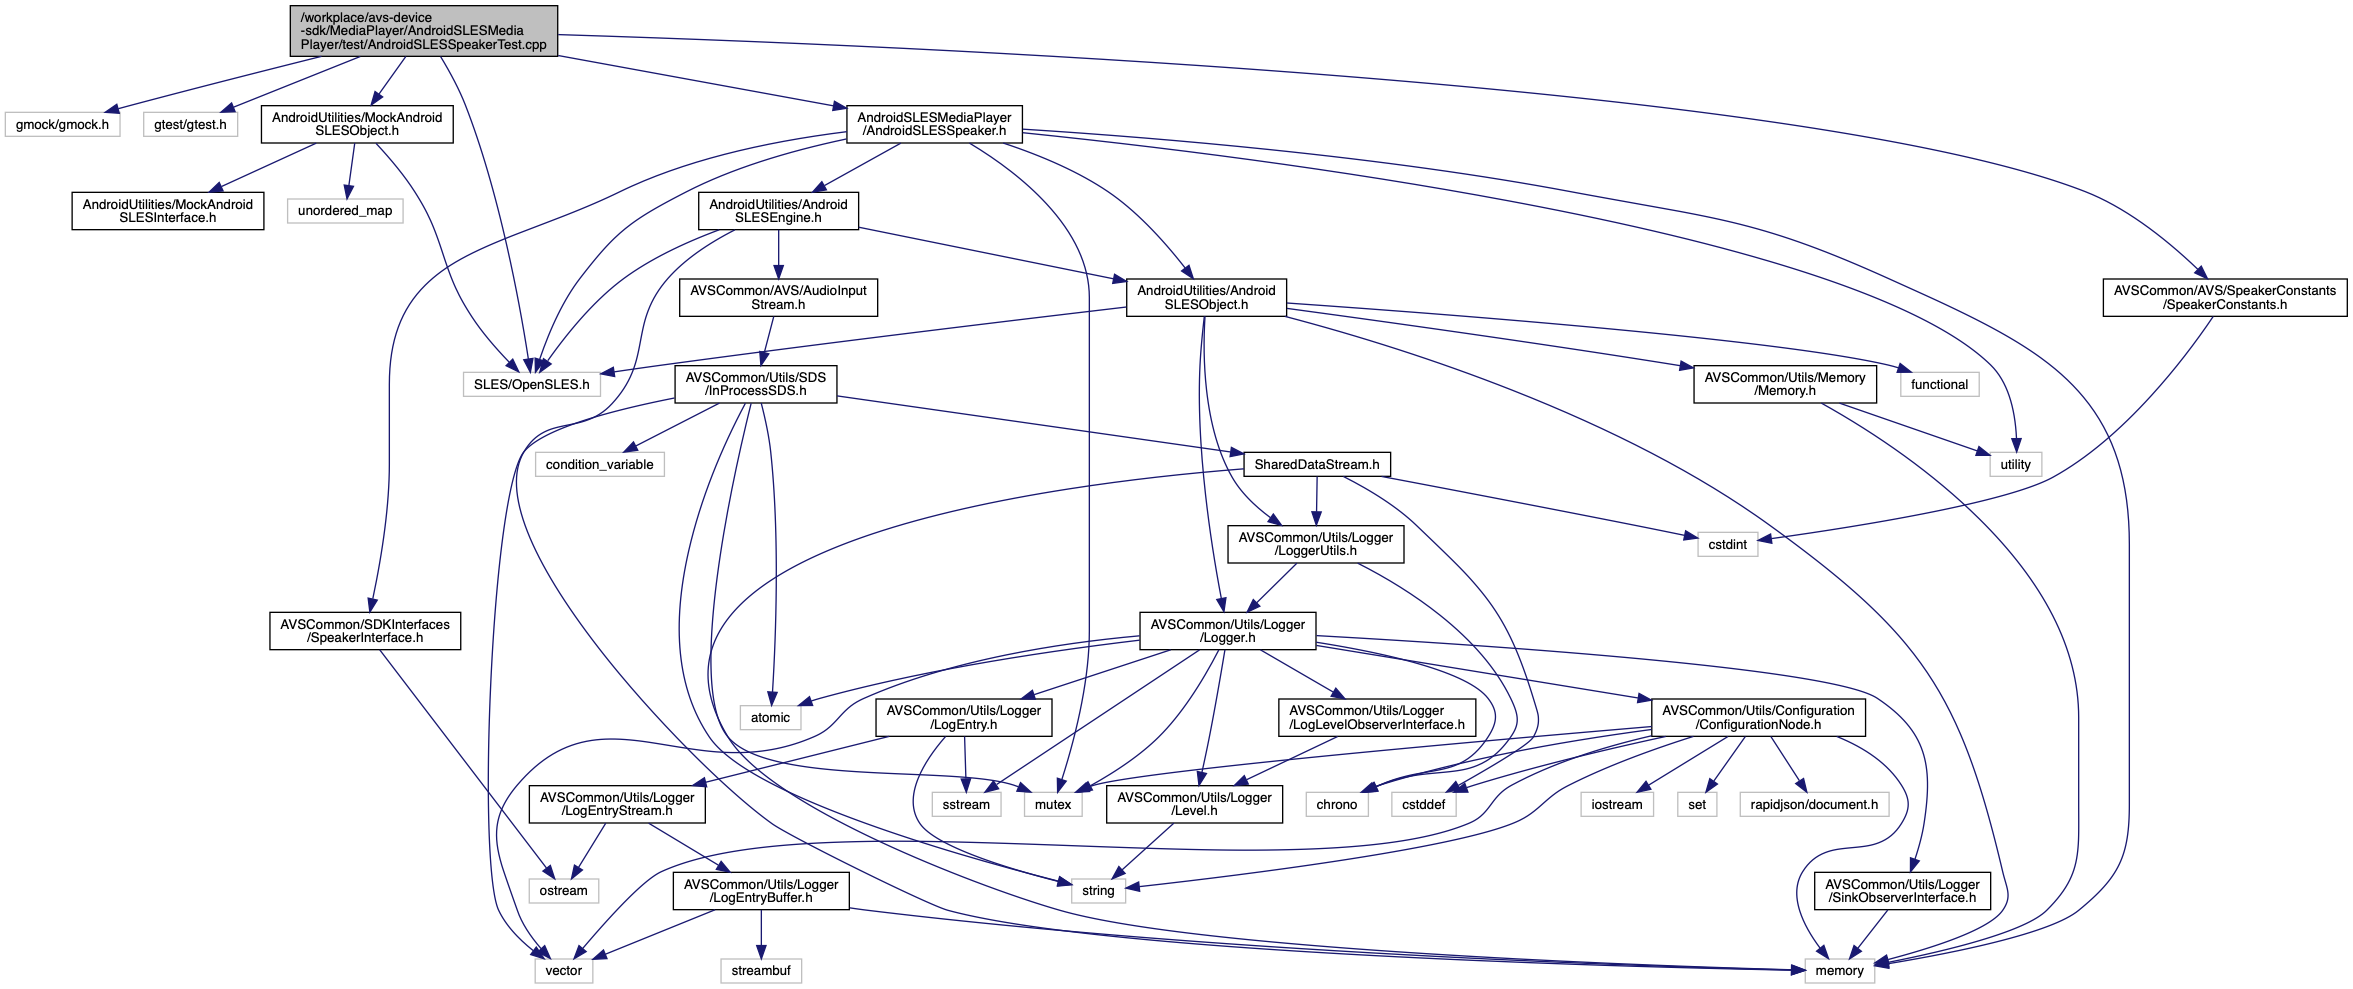 /workplace/avs-device
-sdk/MediaPlayer/AndroidSLESMedia
Player/test/AndroidSLESSpeakerTest.cpp
gmock/gmock.h
gtest/gtest.h
AndroidUtilities/MockAndroid
SLESObject.h
AndroidSLESMediaPlayer
/AndroidSLESSpeaker.h
AndroidUtilities/MockAndroid
SLESInterface.h
unordered_map
AndroidUtilities/Android
SLESEngine.h
AVSCommon/AVS/AudioInput
Stream.h
AndroidUtilities/Android
SLESObject.h
AVSCommon/AVS/SpeakerConstants
/SpeakerConstants.h
SLES/OpenSLES.h
AVSCommon/Utils/SDS
/InProcessSDS.h
AVSCommon/Utils/Memory
/Memory.h
functional
condition_variable
SharedDataStream.h
utility
AVSCommon/Utils/Logger
/LoggerUtils.h
cstdint
AVSCommon/SDKInterfaces
/SpeakerInterface.h
AVSCommon/Utils/Logger
/Logger.h
atomic
AVSCommon/Utils/Logger
/LogEntry.h
AVSCommon/Utils/Logger
/LogLevelObserverInterface.h
AVSCommon/Utils/Configuration
/ConfigurationNode.h
AVSCommon/Utils/Logger
/LogEntryStream.h
sstream
mutex
AVSCommon/Utils/Logger
/Level.h
chrono
cstddef
iostream
set
rapidjson/document.h
ostream
AVSCommon/Utils/Logger
/LogEntryBuffer.h
string
AVSCommon/Utils/Logger
/SinkObserverInterface.h
vector
streambuf
memory